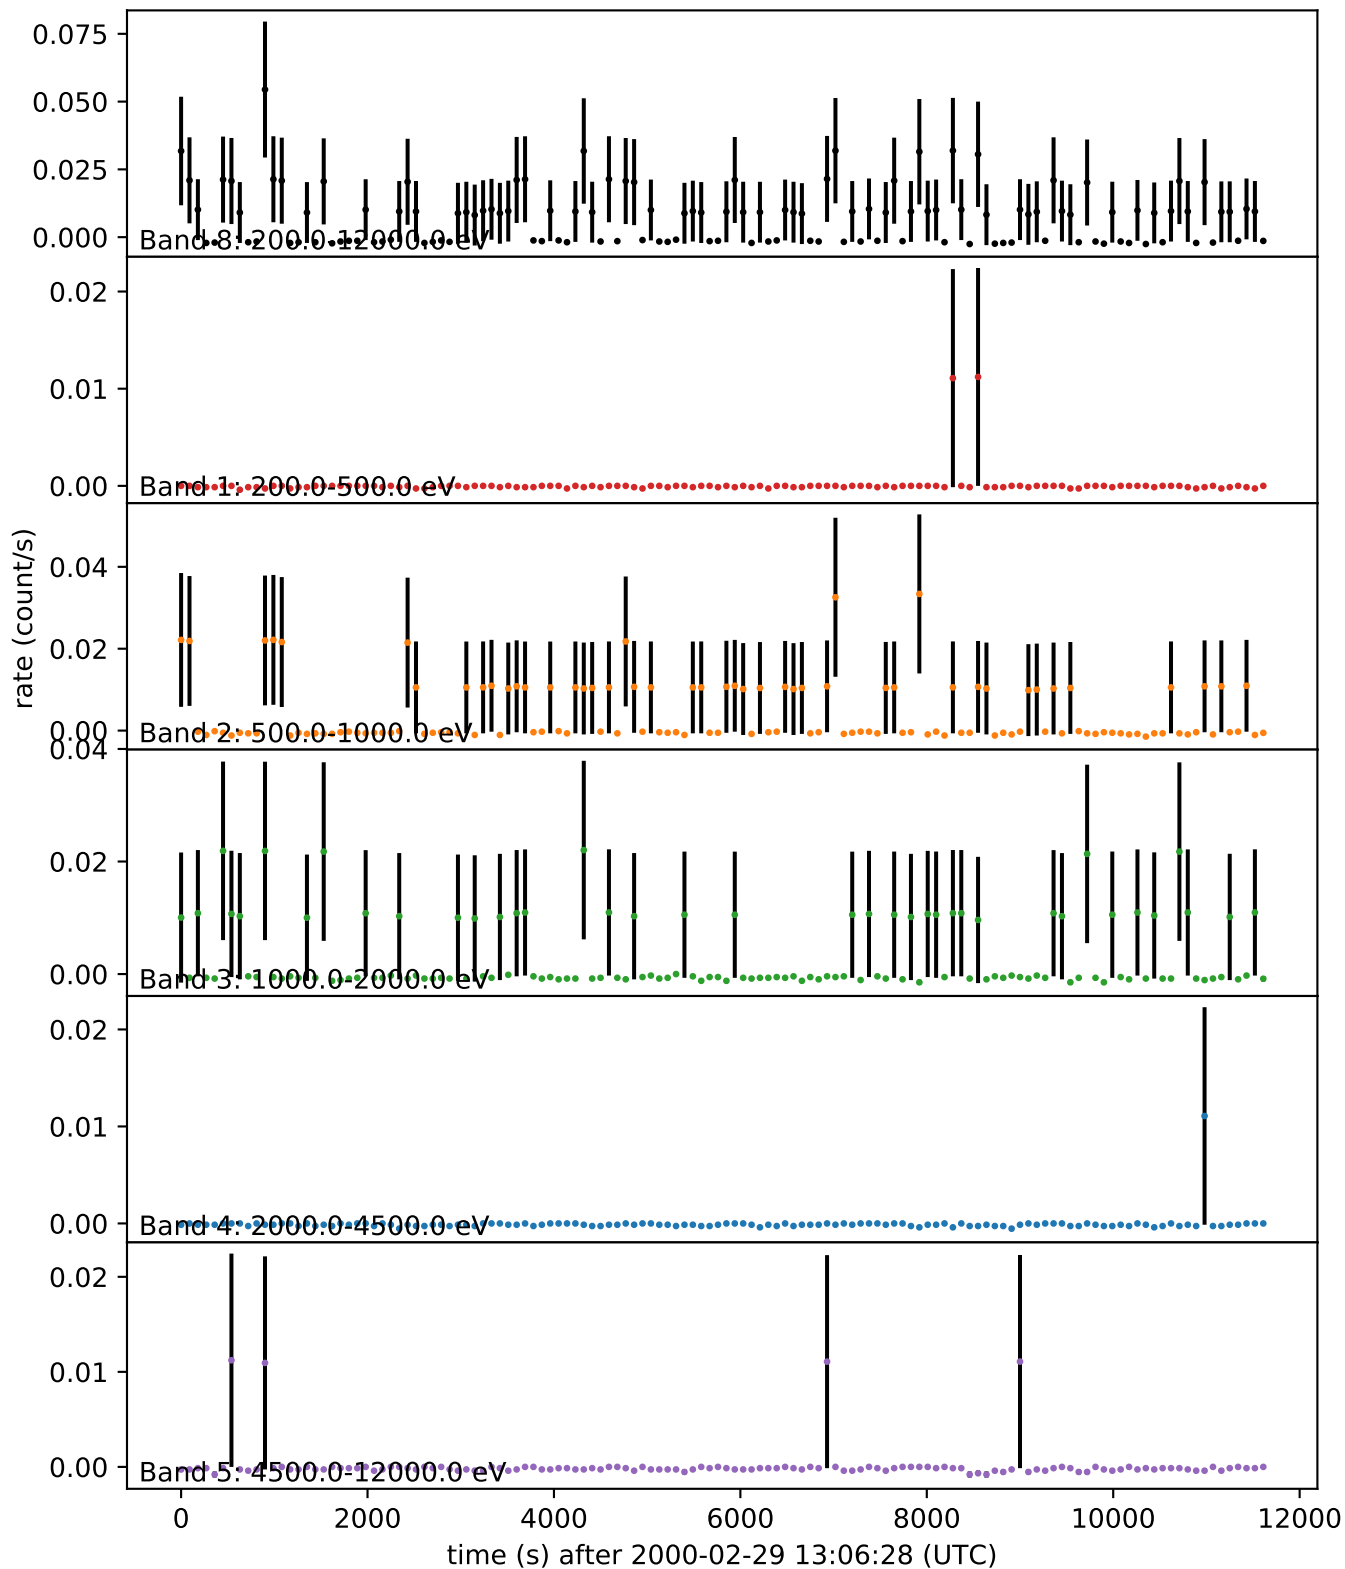 0.075
0.050
0.025
0.000
Band 8: 200.0-12000.0 eV
0.02
0.01
0.00
Band 1: 200.0-500.0 eV
rate (count/s)
0.04
0.02
0.00
Band 2: 500.0-1000.0 eV
0.04
0.02
0.00
Band 3: 1000.0-2000.0 eV
0.02
0.01
0.00
Band 4: 2000.0-4500.0 eV
0.02
0.01
0.00
Band 5: 4500.0-12000.0 eV
0 2000 4000 6000 8000 10000 12000
time (s) after 2000-02-29 13:06:28 (UTC)